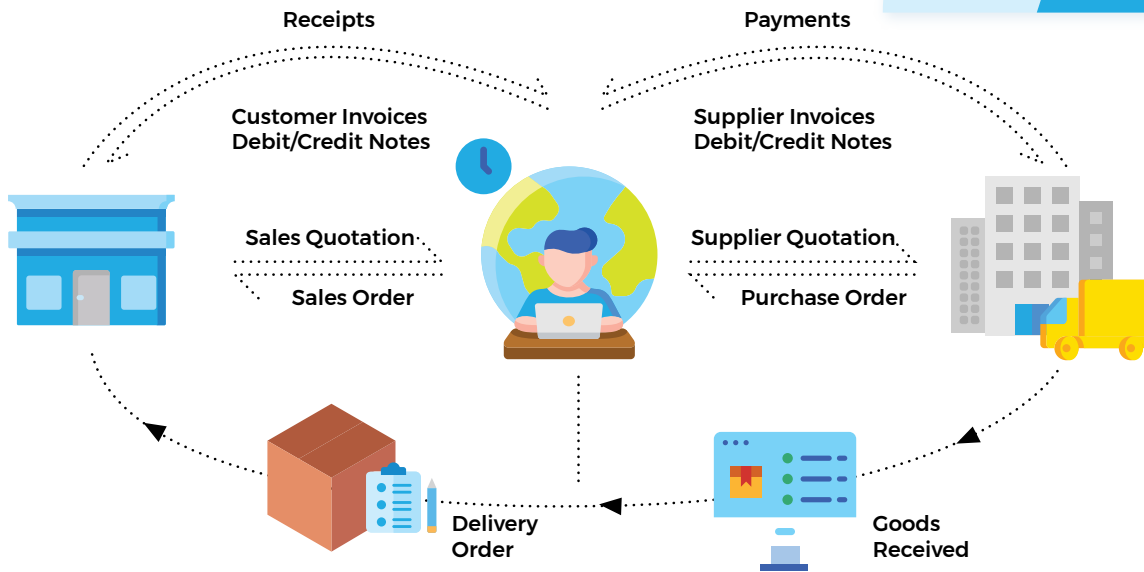 Receipts
Payments
Customer Invoices
Debit/Credit Notes
Supplier Invoices
Debit/Credit Notes
Sales Quotation
Supplier Quotation
Sales Order
Purchase Order
Delivery
Order
Goods
Received